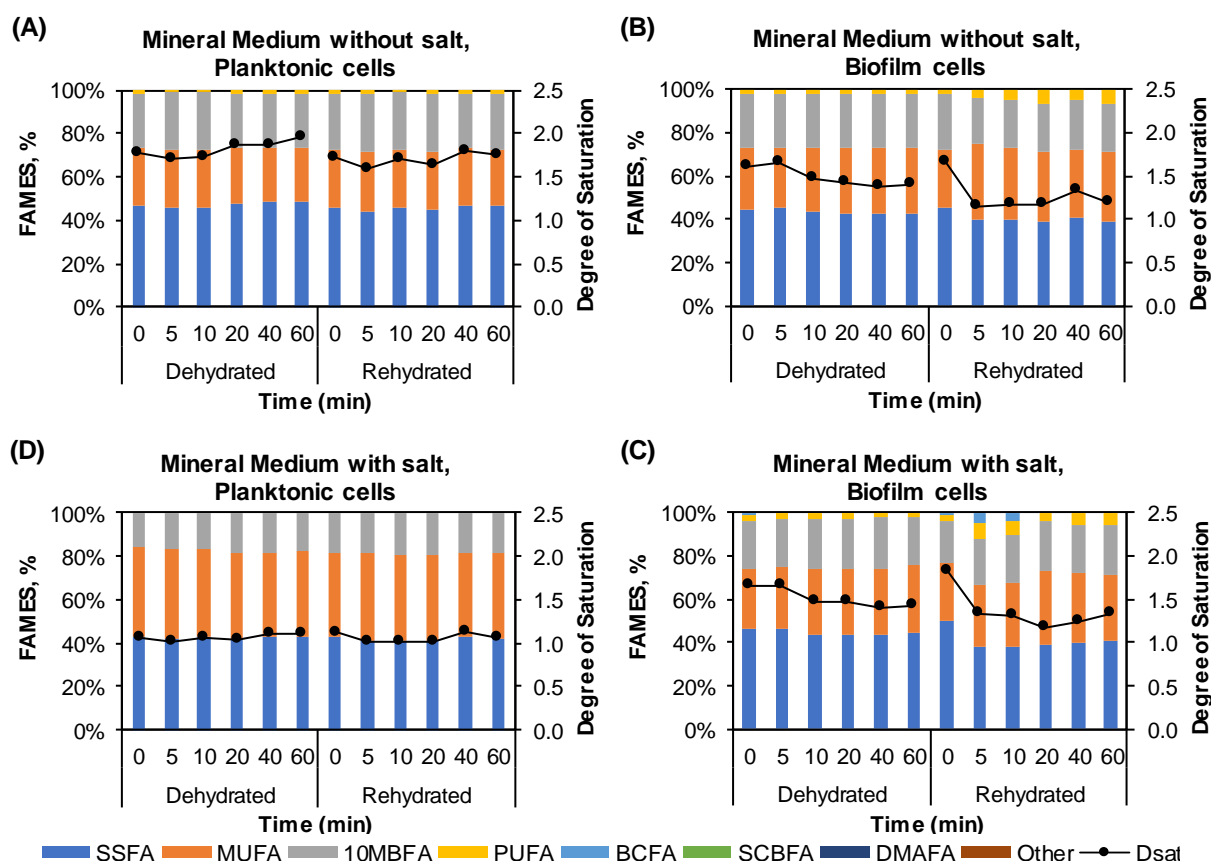 (A)
Mineral Medium without salt,
Planktonic cells
FAMES, %
100%
80%
60%
40%
20%
0%
2.5
2.0
1.5
1.0
0.5
0.0
Degree of Saturation
0 5 10 20 40 60 0 5 10 20 40 60
Dehydrated Rehydrated
Time (min)
(B)
Mineral Medium without salt,
Biofilm cells
FAMES, %
100%
80%
60%
40%
20%
0%
2.5
2.0
1.5
1.0
0.5
0.0
Degree of Saturation
0 5 10 20 40 60 0 5 10 20 40 60
Dehydrated Rehydrated
Time (min)
(D)
Mineral Medium with salt,
Planktonic cells
FAMES, %
100%
80%
60%
40%
20%
0%
2.5
2.0
1.5
1.0
0.5
0.0
Degree of Saturation
0 5 10 20 40 60 0 5 10 20 40 60
Dehydrated Rehydrated
Time (min)
(C)
Mineral Medium with salt,
Biofilm cells
FAMES, %
100%
80%
60%
40%
20%
0%
2.5
2.0
1.5
1.0
0.5
0.0
Degree of Saturation
0 5 10 20 40 60 0 5 10 20 40 60
Dehydrated Rehydrated
Time (min)
SSFA MUFA 10MBFA PUFA BCFA SCBFA DMAFA Other Dsat